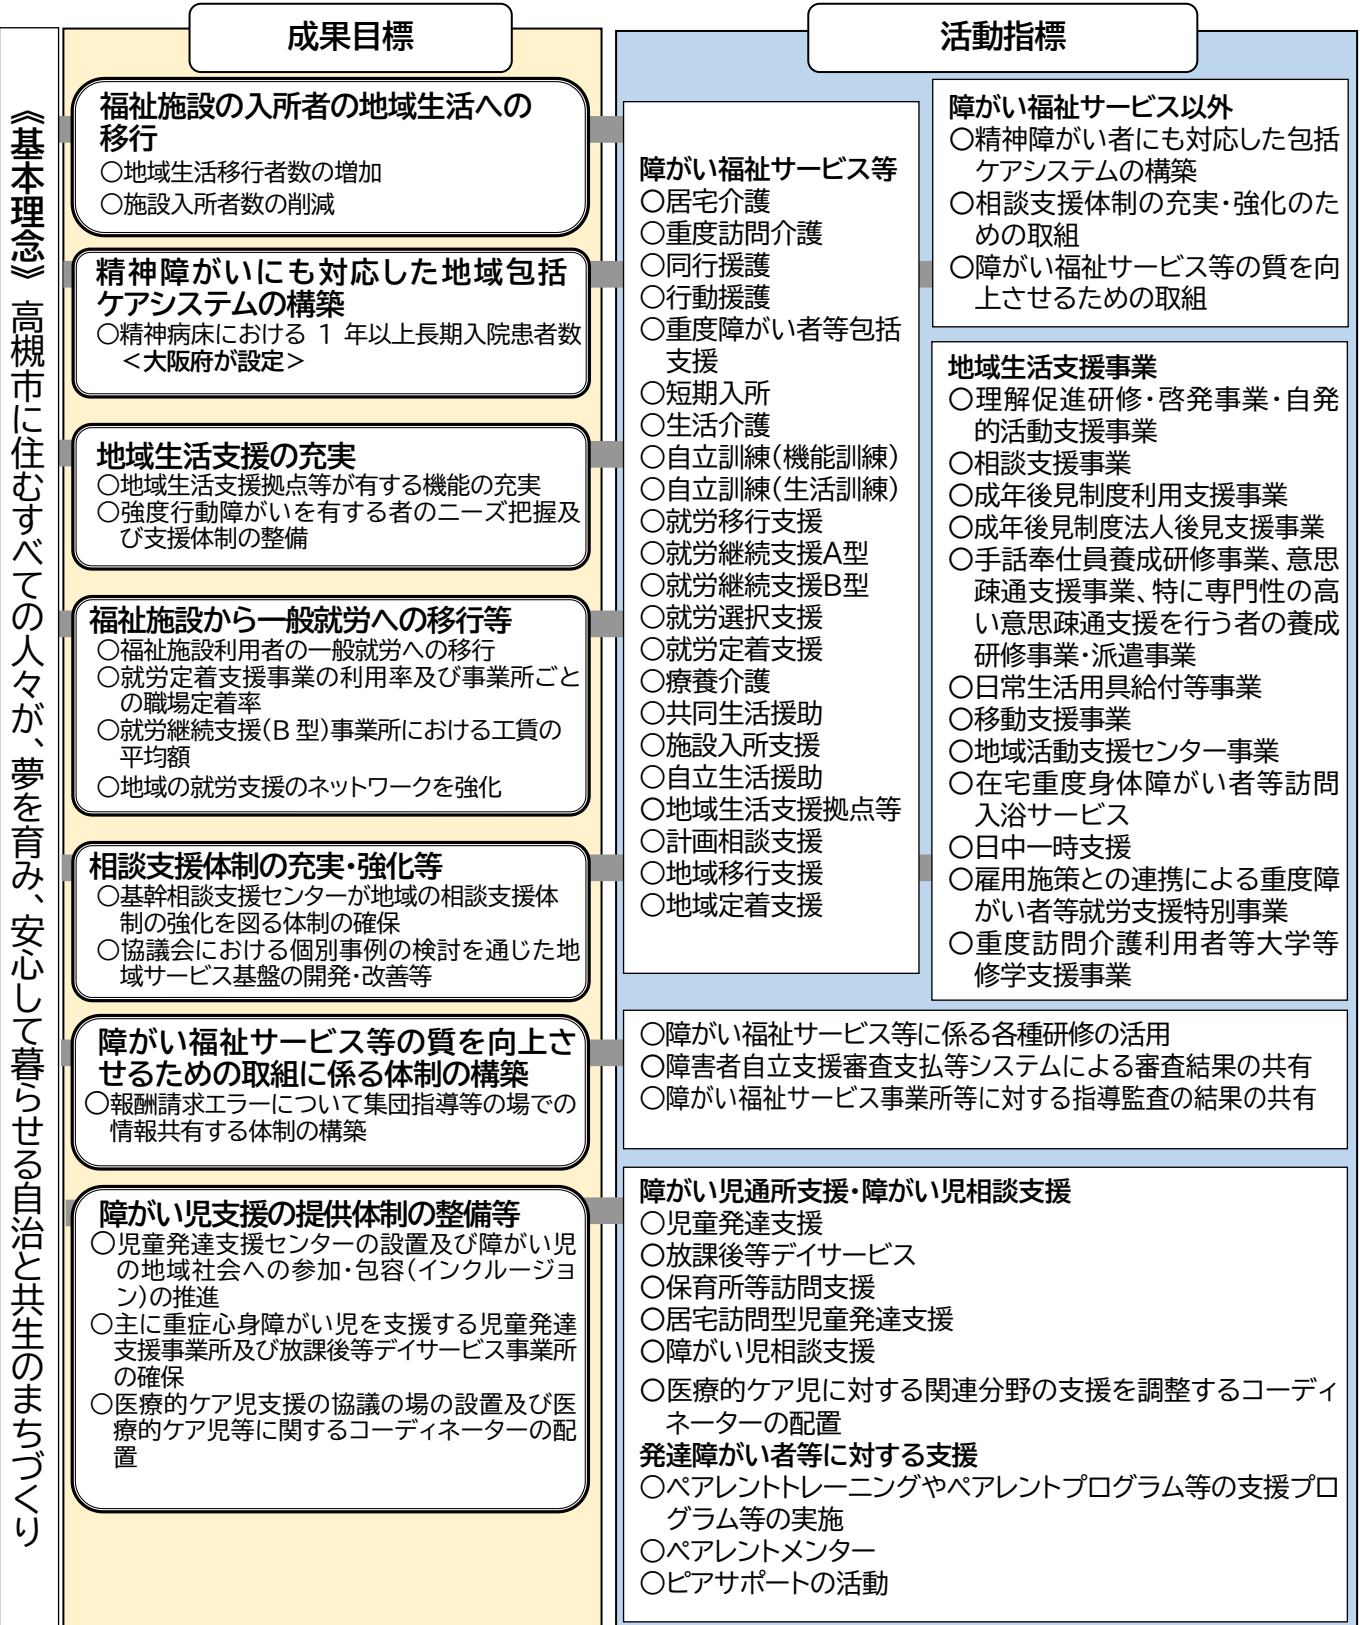 《基本理念》 高槻市に住むすべての人々が、夢を育み、安心して暮らせる自治と共生のまちづくり
成果目標
福祉施設の入所者の地域生活への
移行
○地域生活移行者数の増加
○施設入所者数の削減
精神障がいにも対応した地域包括
ケアシステムの構築
○精神病床における 1 年以上長期入院患者数
<大阪府が設定>
地域生活支援の充実
○地域生活支援拠点等が有する機能の充実
○強度行動障がいを有する者のニーズ把握及
び支援体制の整備
福祉施設から一般就労への移行等
○福祉施設利用者の一般就労への移行
○就労定着支援事業の利用率及び事業所ごと
の職場定着率
○就労継続支援(B 型)事業所における工賃の
平均額
○地域の就労支援のネットワークを強化
相談支援体制の充実・強化等
○基幹相談支援センターが地域の相談支援体
制の強化を図る体制の確保
○協議会における個別事例の検討を通じた地
域サービス基盤の開発・改善等
障がい福祉サービス等の質を向上さ
せるための取組に係る体制の構築
○報酬請求エラーについて集団指導等の場での
情報共有する体制の構築
障がい児支援の提供体制の整備等
○児童発達支援センターの設置及び障がい児
の地域社会への参加・包容(インクルージョ
ン)の推進
○主に重症心身障がい児を支援する児童発達
支援事業所及び放課後等デイサービス事業所
の確保
○医療的ケア児支援の協議の場の設置及び医
療的ケア児等に関するコーディネーターの配
置
活動指標
障がい福祉サービス等
○居宅介護
○重度訪問介護
○同行援護
○行動援護
○重度障がい者等包括
支援
○短期入所
○生活介護
○自立訓練(機能訓練)
○自立訓練(生活訓練)
○就労移行支援
○就労継続支援A型
○就労継続支援B型
○就労選択支援
○就労定着支援
○療養介護
○共同生活援助
○施設入所支援
○自立生活援助
○地域生活支援拠点等
○計画相談支援
○地域移行支援
○地域定着支援
障がい福祉サービス以外
○精神障がい者にも対応した包括
ケアシステムの構築
○相談支援体制の充実・強化のた
めの取組
○障がい福祉サービス等の質を向
上させるための取組
地域生活支援事業
○理解促進研修・啓発事業・自発
的活動支援事業
○相談支援事業
○成年後見制度利用支援事業
○成年後見制度法人後見支援事業
○手話奉仕員養成研修事業、意思
疎通支援事業、特に専門性の高
い意思疎通支援を行う者の養成
研修事業・派遣事業
○日常生活用具給付等事業
○移動支援事業
○地域活動支援センター事業
○在宅重度身体障がい者等訪問
入浴サービス
○日中一時支援
○雇用施策との連携による重度障
がい者等就労支援特別事業
○重度訪問介護利用者等大学等
修学支援事業
○障がい福祉サービス等に係る各種研修の活用
○障害者自立支援審査支払等システムによる審査結果の共有
○障がい福祉サービス事業所等に対する指導監査の結果の共有
障がい児通所支援・障がい児相談支援
○児童発達支援
○放課後等デイサービス
○保育所等訪問支援
○居宅訪問型児童発達支援
○障がい児相談支援
○医療的ケア児に対する関連分野の支援を調整するコーディ
ネーターの配置
発達障がい者等に対する支援
○ペアレントトレーニングやペアレントプログラム等の支援プロ
グラム等の実施
○ペアレントメンター
○ピアサポートの活動